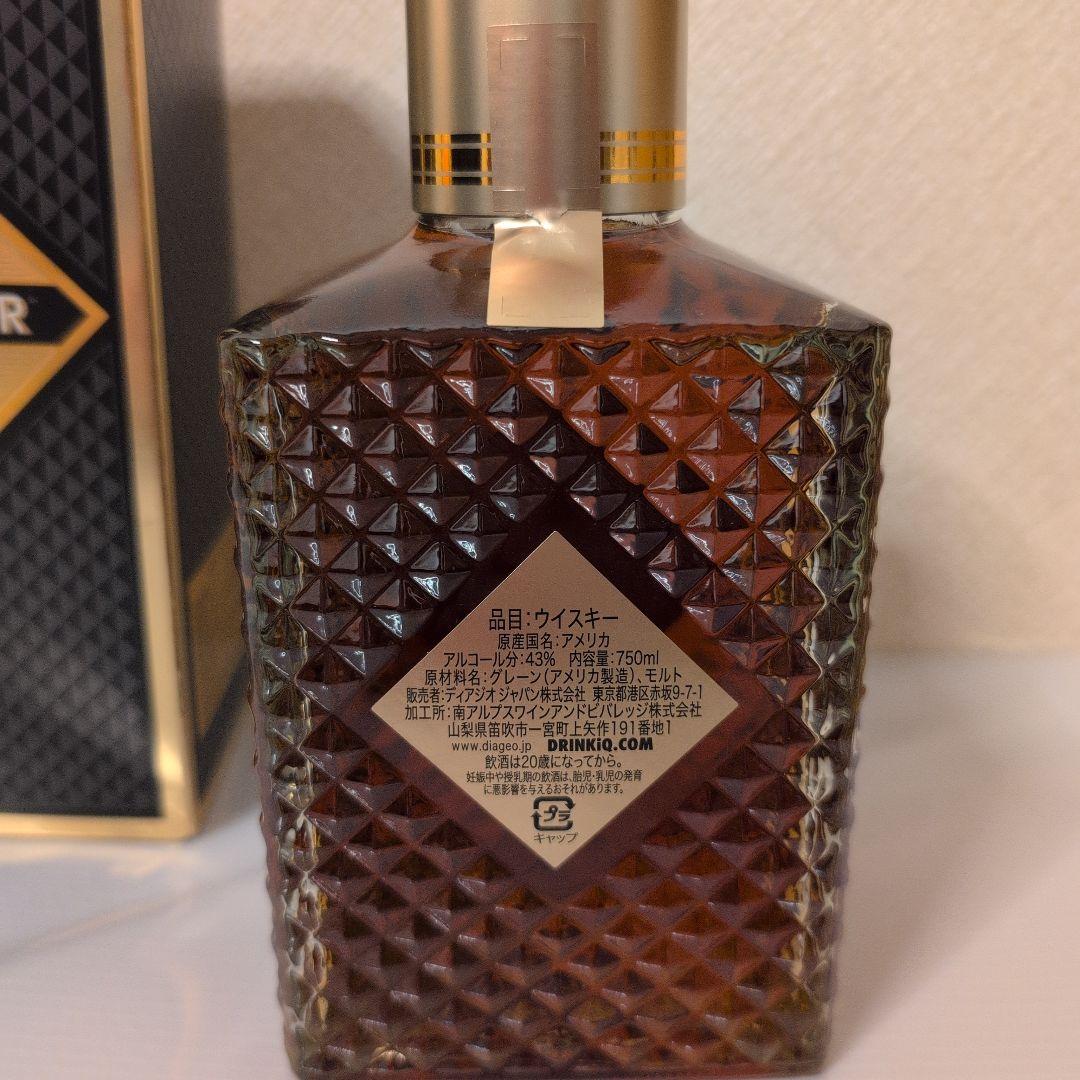 R
品目：ウイスキー
原産国名：アメリカ
アルコール分：43% 内容量：750ml
原材料名：グレーン（アメリカ製造）、モルト
販売者：ディアジオ ジャパン株式会社 東京都港区赤坂9-7-1
加工所：南アルプスワインアンドビバレッジ株式会社
山梨県笛吹市一宮町上矢作191番地1
www.diageo.jp DRINKiQ.COM
飲酒は20歳になってから。
妊娠中や授乳期の飲酒は、胎児・乳児の発育
に悪影響を与えるおそれがあります。
プラ
キャップ